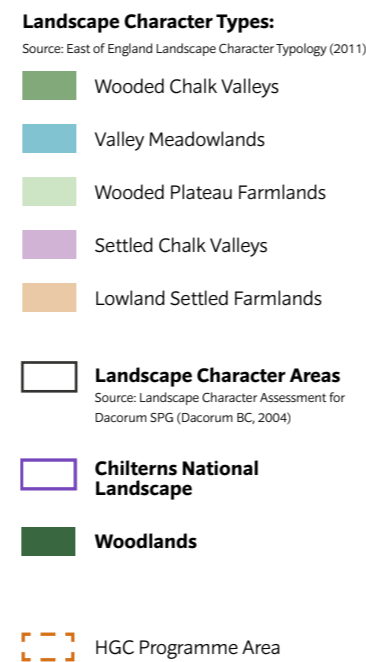 Landscape Character Types:
Source: East of England Landscape Character Typology (2011)
Wooded Chalk Valleys
Valley Meadowlands
Wooded Plateau Farmlands
Settled Chalk Valleys
Lowland Settled Farmlands
Landscape Character Areas
Source: Landscape Character Assessment for
Dacorum SPG (Dacorum BC, 2004)
Chilterns National
Landscape
Woodlands
HGC Programme Area